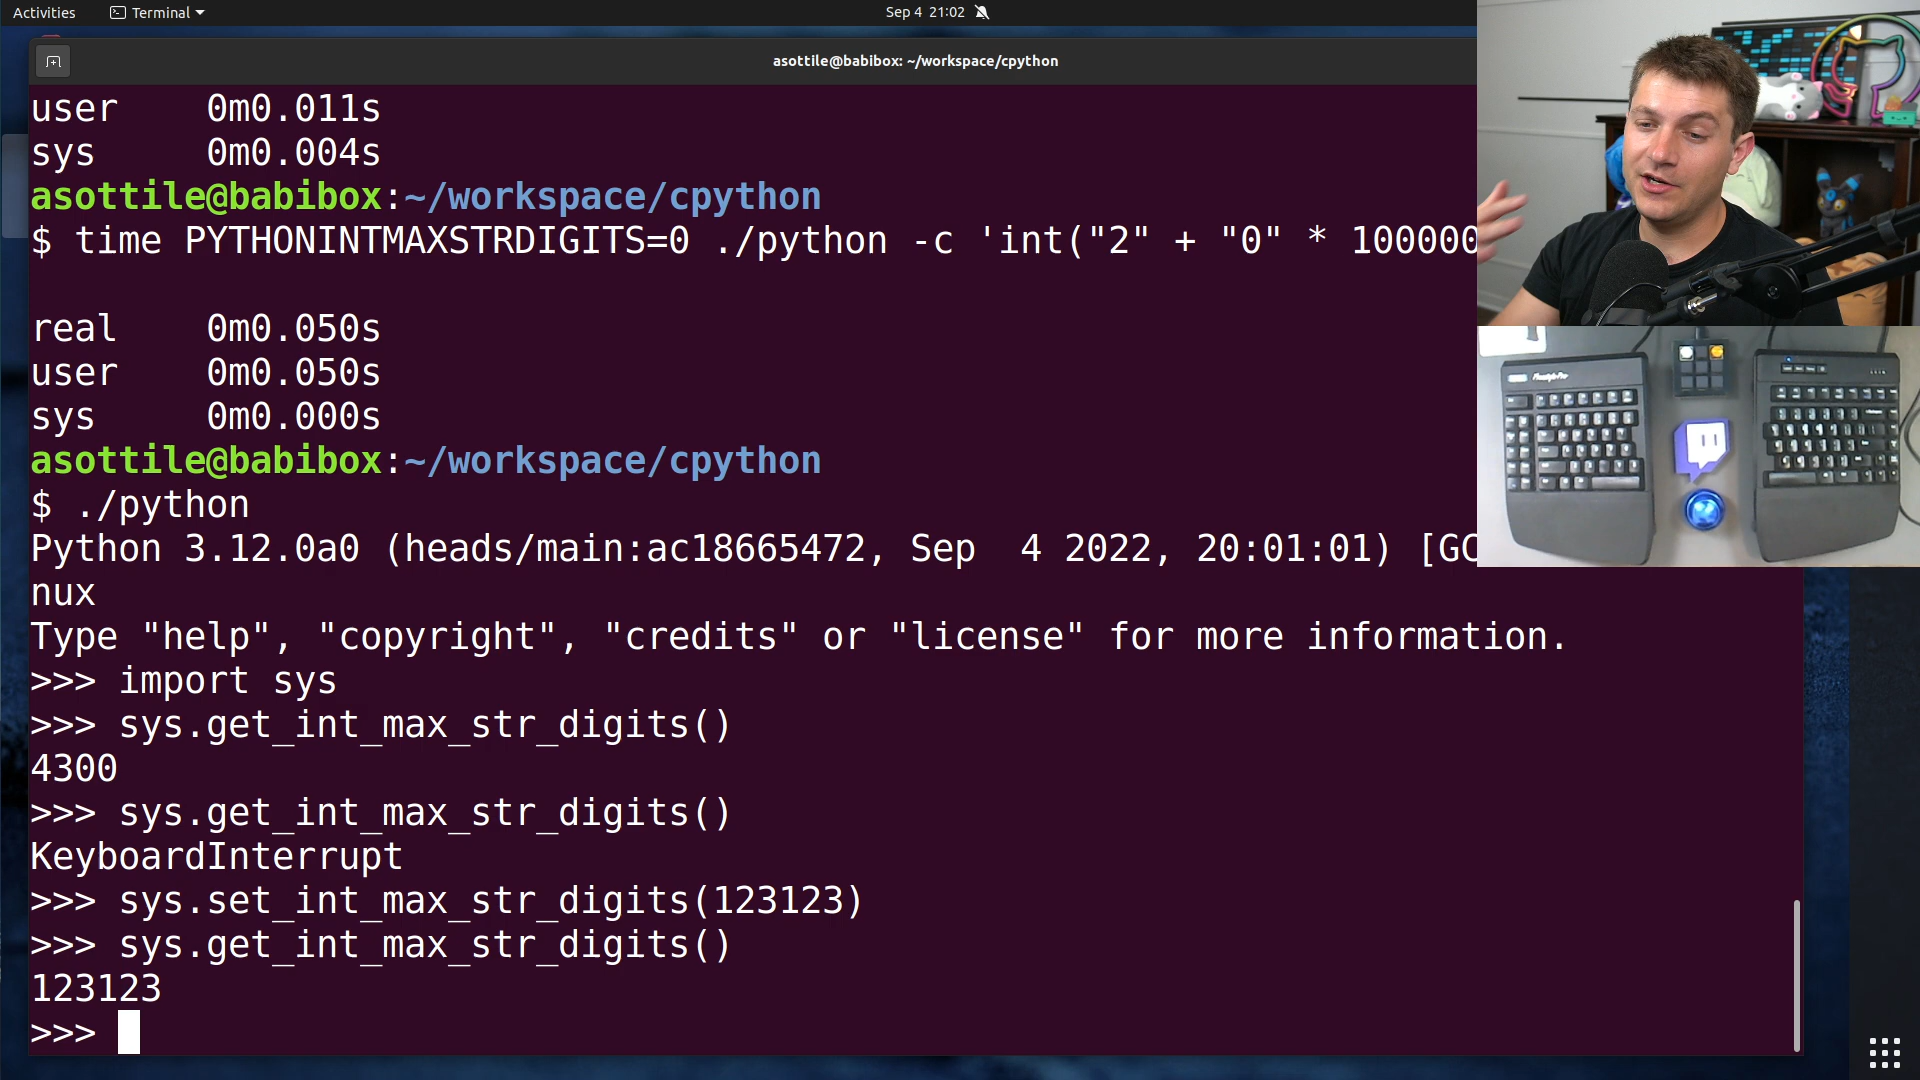 Activities
Terminal
Sep 4 21:02
asottile@babibox: ~/workspace/cpython
user 0m0.011s
sys 0m0.004s
asottile@babibox:~/workspace/cpython
$ time PYTHONINTMAXSTRDIGITS=0 ./python -c 'int("2" + "0" * 100000
real 0m0.050s
user 0m0.050s
sys 0m0.000s
asottile@babibox:~/workspace/cpython
$ ./python
Python 3.12.0a0 (heads/main:ac18665472, Sep 4 2022, 20:01:01) [GC
nux
Type "help", "copyright", "credits" or "license" for more information.
>>> import sys
>>> sys.get_int_max_str_digits()
4300
>>> sys.get_int_max_str_digits()
KeyboardInterrupt
>>> sys.set_int_max_str_digits(123123)
>>> sys.get_int_max_str_digits()
123123
>>>